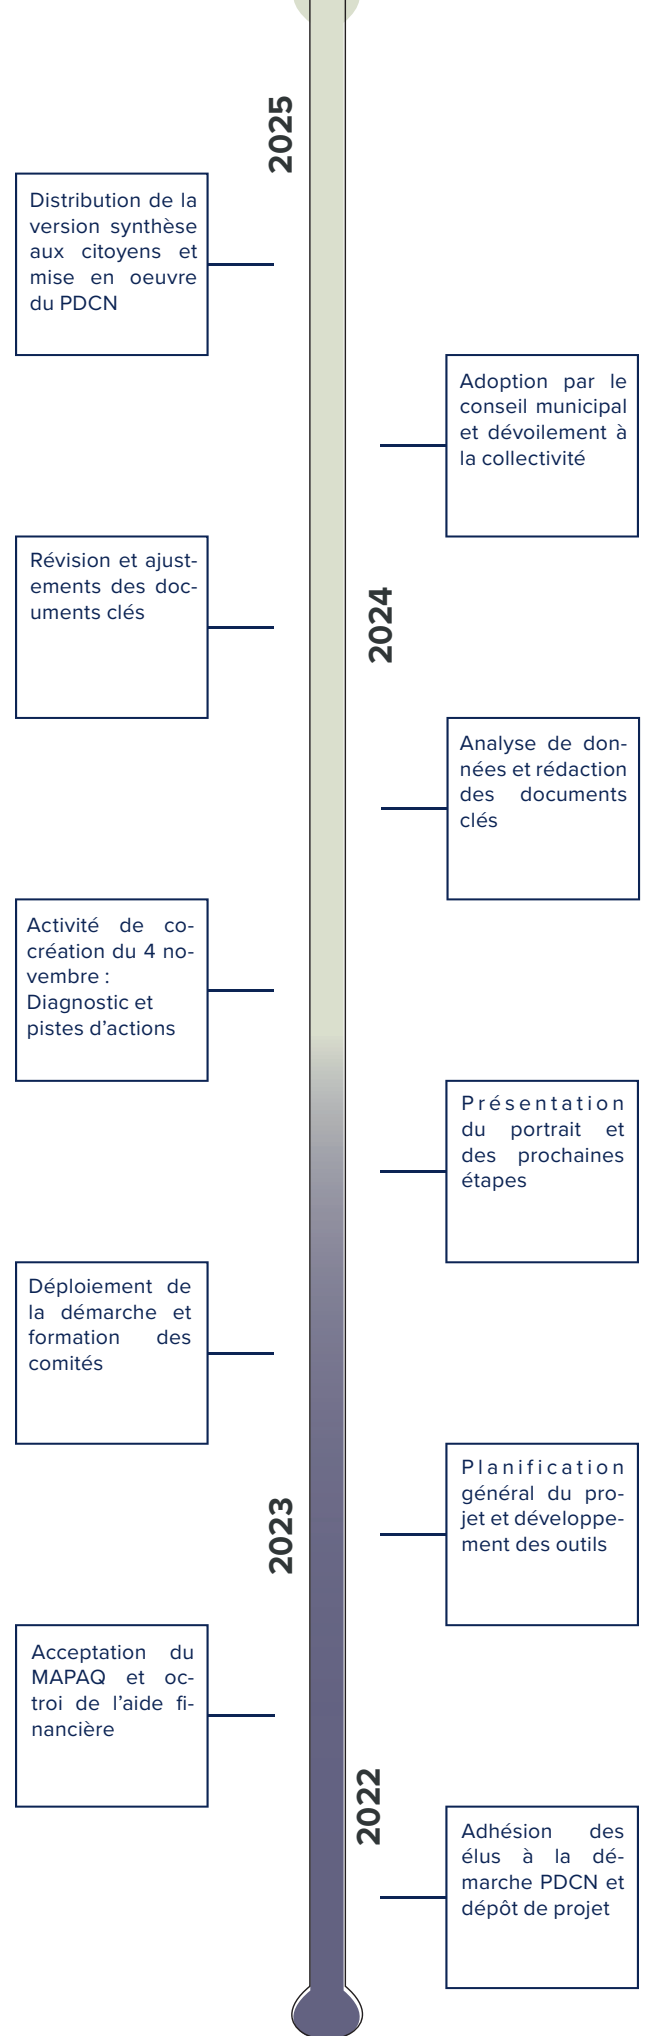 2025
Distribution de la
version synthèse
aux citoyens et
mise en oeuvre
du PDCN
Adoption par le
conseil municipal
et dévoilement à
la collectivité
Révision et ajust-
ements des doc-
uments clés
2024
Analyse de don-
nées et rédaction
des documents
clés
Activité de co-
création du 4 no-
vembre :
Diagnostic et
pistes d’actions
Présentation
du portrait et
des prochaines
étapes
Déploiement de
la démarche et
formation des
comités
Planification
général du pro-
jet et développe-
ment des outils
2023
Acceptation du
MAPAQ et oc-
troi de l’aide fi-
nancière
2022
Adhésion des
élus à la dé-
marche PDCN et
dépôt de projet